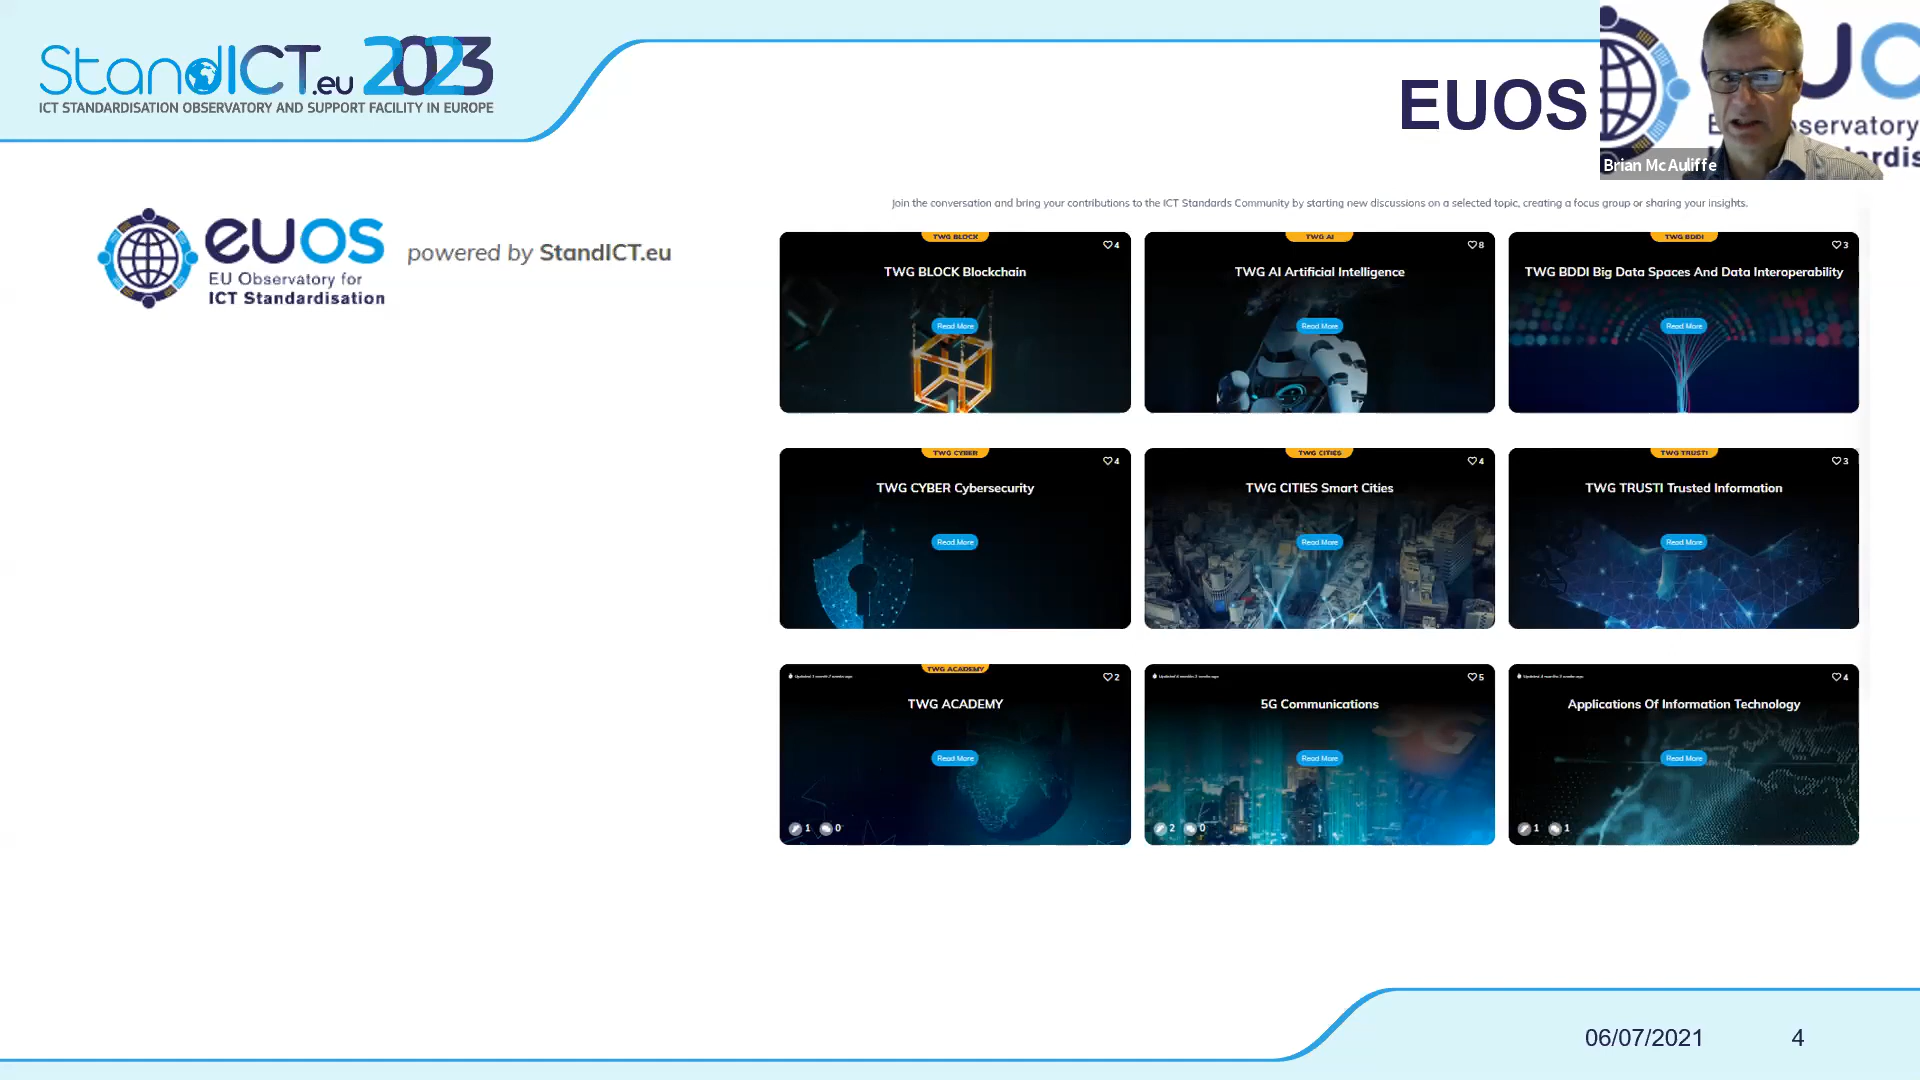 StandICT.eu 2023
ICT STANDARDISATION OBSERVATORY AND SUPPORT FACILITY IN EUROPE
EUOS
Brian McAuliffe
euos
EU Observatory for
ICT Standardisation
powered by StandICT.eu
Join the conversation and bring your contributions to the ICT Standards Community by starting new discussions on a selected topic, creating a focus group or sharing your insights.
TWG BLOCK
4
TWG BLOCK Blockchain
Read More
TWG AI
8
TWG AI Artificial Intelligence
Read More
TWG BDDI
3
TWG BDDI Big Data Spaces And Data Interoperability
Read More
TWG CYBER
4
TWG CYBER Cybersecurity
Read More
TWG CITIES
4
TWG CITIES Smart Cities
Read More
TWG TRUSTI
3
TWG TRUSTI Trusted Information
Read More
TWG ACADEMY
2
TWG ACADEMY
Read More
1 0
5
5G Communications
Read More
2 0
4
Applications Of Information Technology
Read More
1 1
06/07/2021
4